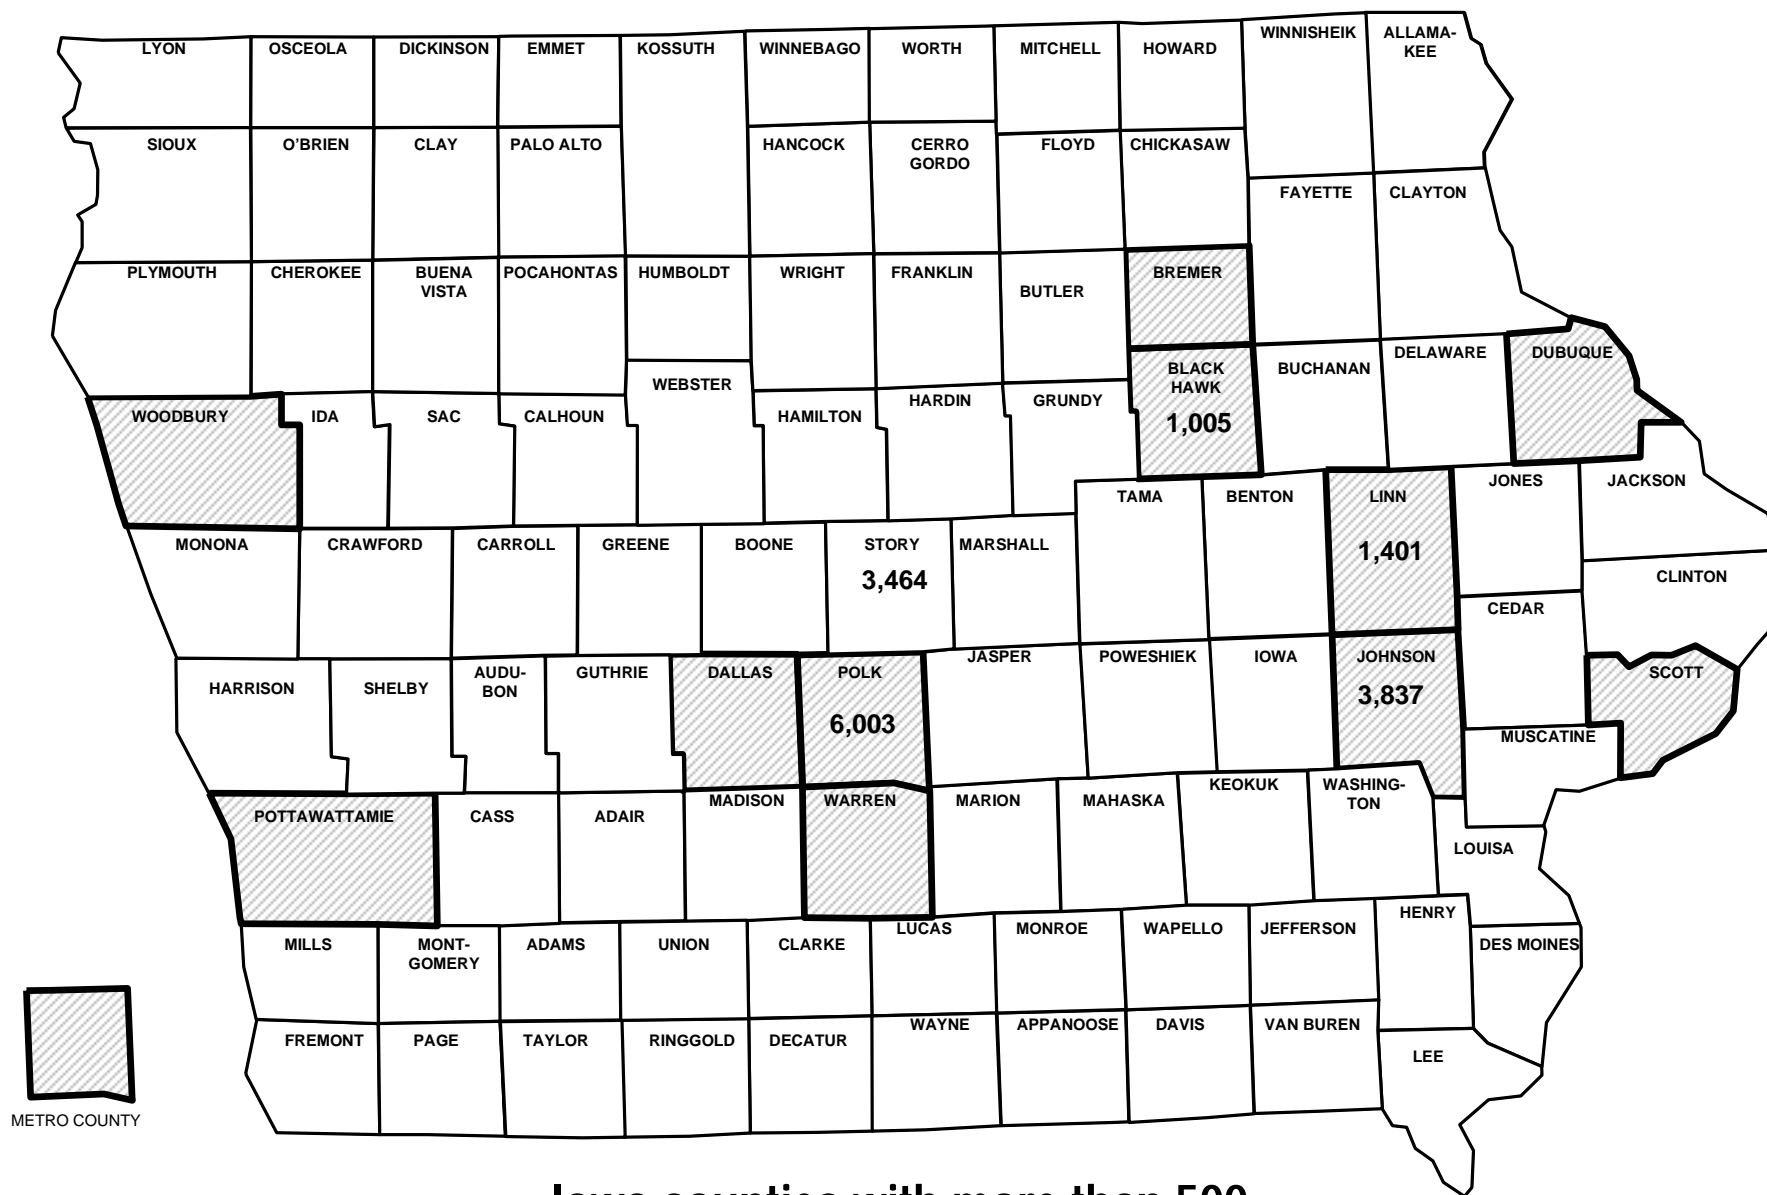 LYON
OSCEOLA
DICKINSON
EMMET
KOSSUTH
WINNEBAGO
WORTH
MITCHELL
HOWARD
WINNISHEIK
ALLAMA-
KEE
SIOUX
O'BRIEN
CLAY
PALO ALTO
HANCOCK
CERRO
GORDO
FLOYD
CHICKASAW
FAYETTE
CLAYTON
PLYMOUTH
CHEROKEE
BUENA
VISTA
POCAHONTAS
HUMBOLDT
WRIGHT
FRANKLIN
BUTLER
BREMER
WOODBURY
IDA
SAC
CALHOUN
WEBSTER
HAMILTON
HARDIN
GRUNDY
BLACK
HAWK
1,005
BUCHANAN
DELAWARE
DUBUQUE
MONONA
CRAWFORD
CARROLL
GREENE
BOONE
STORY
3,464
MARSHALL
TAMA
BENTON
LINN
1,401
JONES
JACKSON
CLINTON
CEDAR
HARRISON
SHELBY
AUDU-
BON
GUTHRIE
DALLAS
POLK
6,003
JASPER
POWESHIEK
IOWA
JOHNSON
3,837
SCOTT
MUSCATINE
POTTAWATTAMIE
CASS
ADAIR
MADISON
WARREN
MARION
MAHASKA
KEOKUK
WASHING-
TON
LOUISA
MILLS
MONT-
GOMERY
ADAMS
UNION
CLARKE
LUCAS
MONROE
WAPELLO
JEFFERSON
HENRY
DES MOINES
FREMONT
PAGE
TAYLOR
RINGGOLD
DECATUR
WAYNE
APPANOOSE
DAVIS
VAN BUREN
LEE
METRO COUNTY
Iowa counties with more than 500